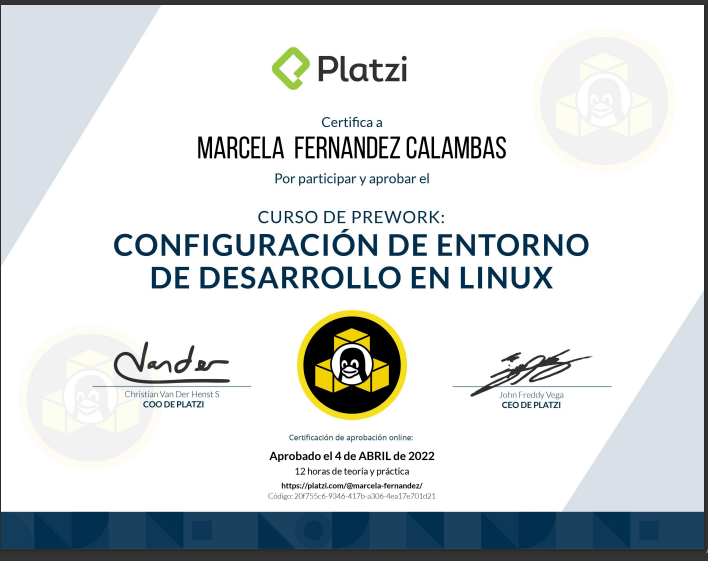 Platzi
Certifica a
MARCELA FERNANDEZ CALAMBAS
Por participar y aprobar el
CURSO DE PREWORK:
CONFIGURACIÓN DE ENTORNO
DE DESARROLLO EN LINUX
Vander
Christian Van Der Henst S
COO DE PLATZI
John Freddy Vega
CEO DE PLATZI
Certificación de aprobación online:
Aprobado el 4 de ABRIL de 2022
12 horas de teoría y práctica
https://platzi.com/@marcela-fernandez/
Código: 20f755c6-9346-417b-a306-4ea17e701d21